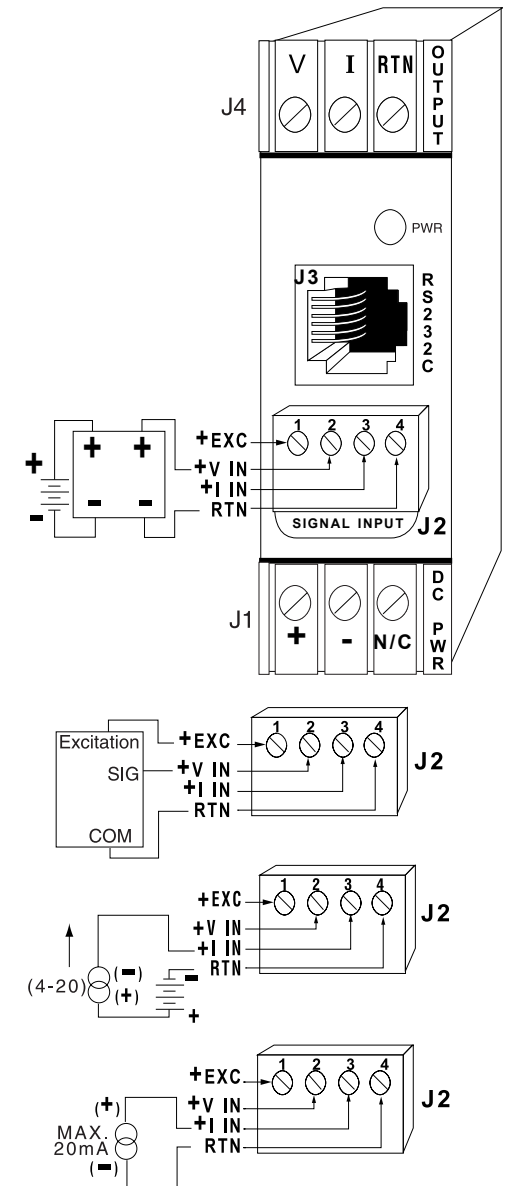 V I RTN OUTPUT
J4
PWR
J3 RS232C
1 2 3 4
+EXC
+ + + +V IN
+I IN
- - - RTN
SIGNAL INPUT J2
DC PWR
J1
+ - N/C
1 2 3 4
Excitation +EXC
SIG +V IN J2
+I IN
RTN
COM
1 2 3 4
+EXC
J2
+V IN
+I IN
RTN
(-) -
(4-20) (+)
+
1 2 3 4
+EXC
(+) +V IN J2
+I IN
MAX.
20mA RTN
(-)